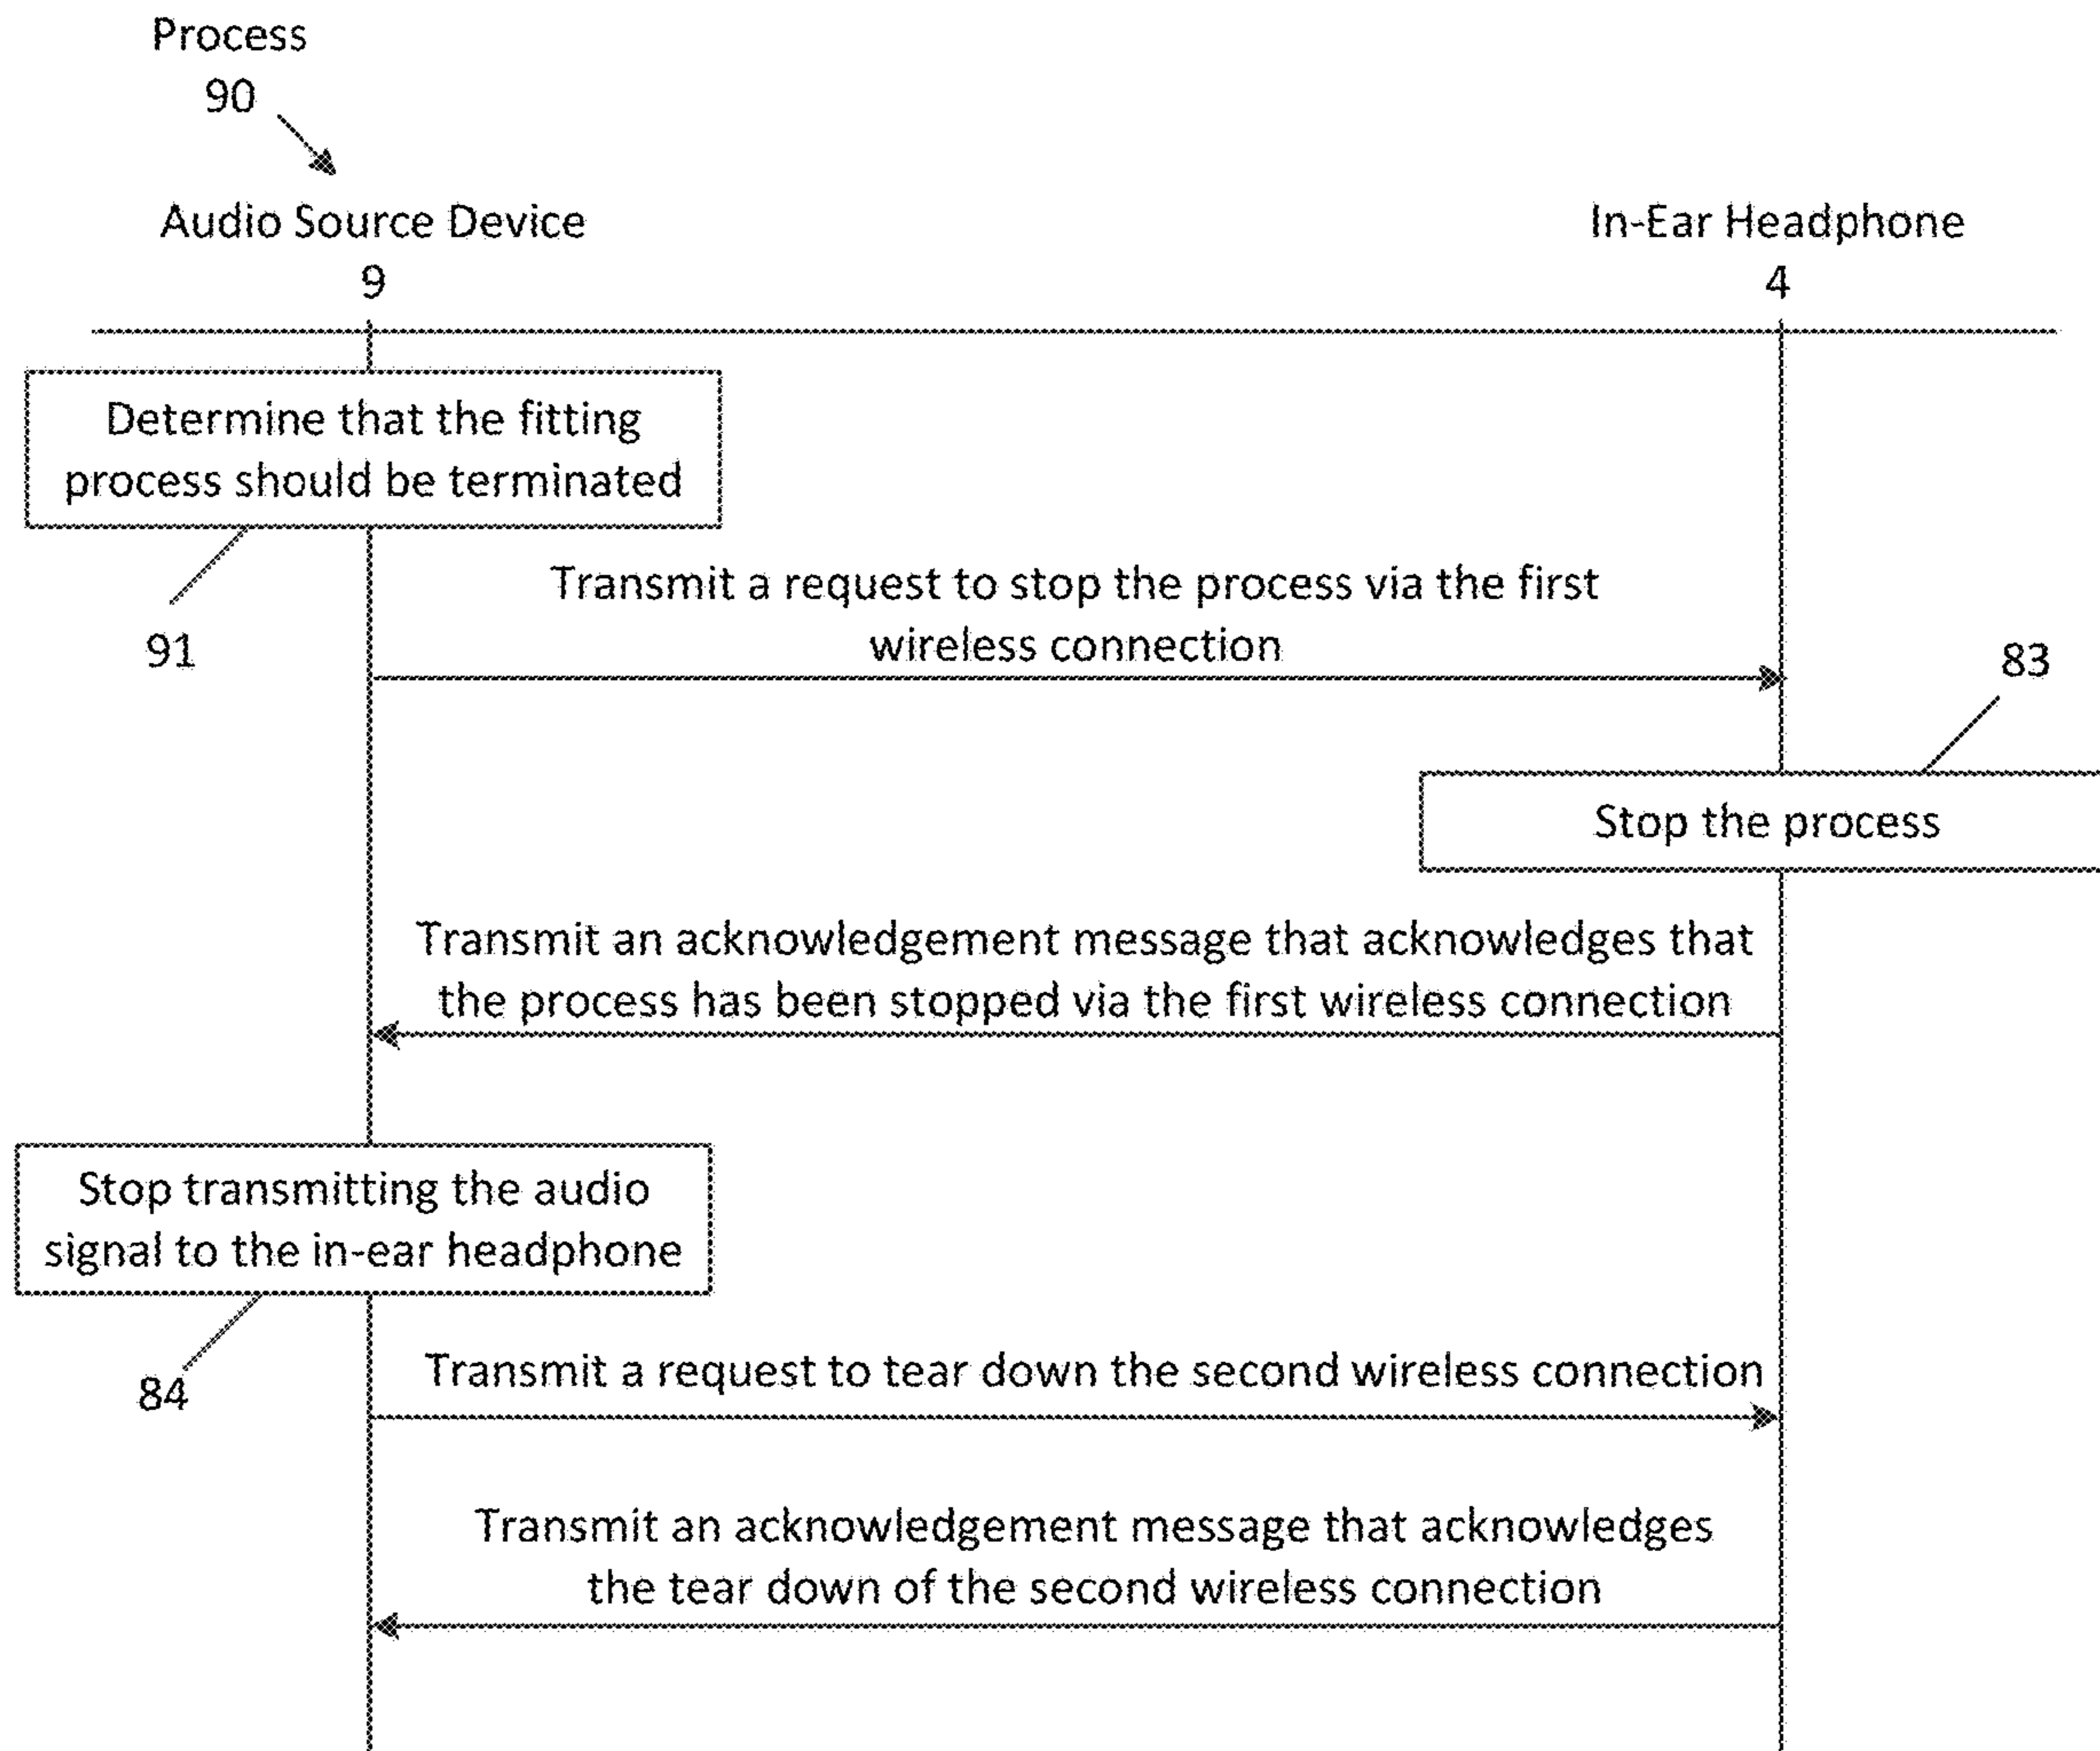 Process
90
Audio Source Device
9
In-Ear Headphone
4
Determine that the fitting
process should be terminated
91
Transmit a request to stop the process via the first
wireless connection
83
Stop the process
Transmit an acknowledgement message that acknowledges that
the process has been stopped via the first wireless connection
Stop transmitting the audio
signal to the in-ear headphone
84
Transmit a request to tear down the second wireless connection
Transmit an acknowledgement message that acknowledges
the tear down of the second wireless connection